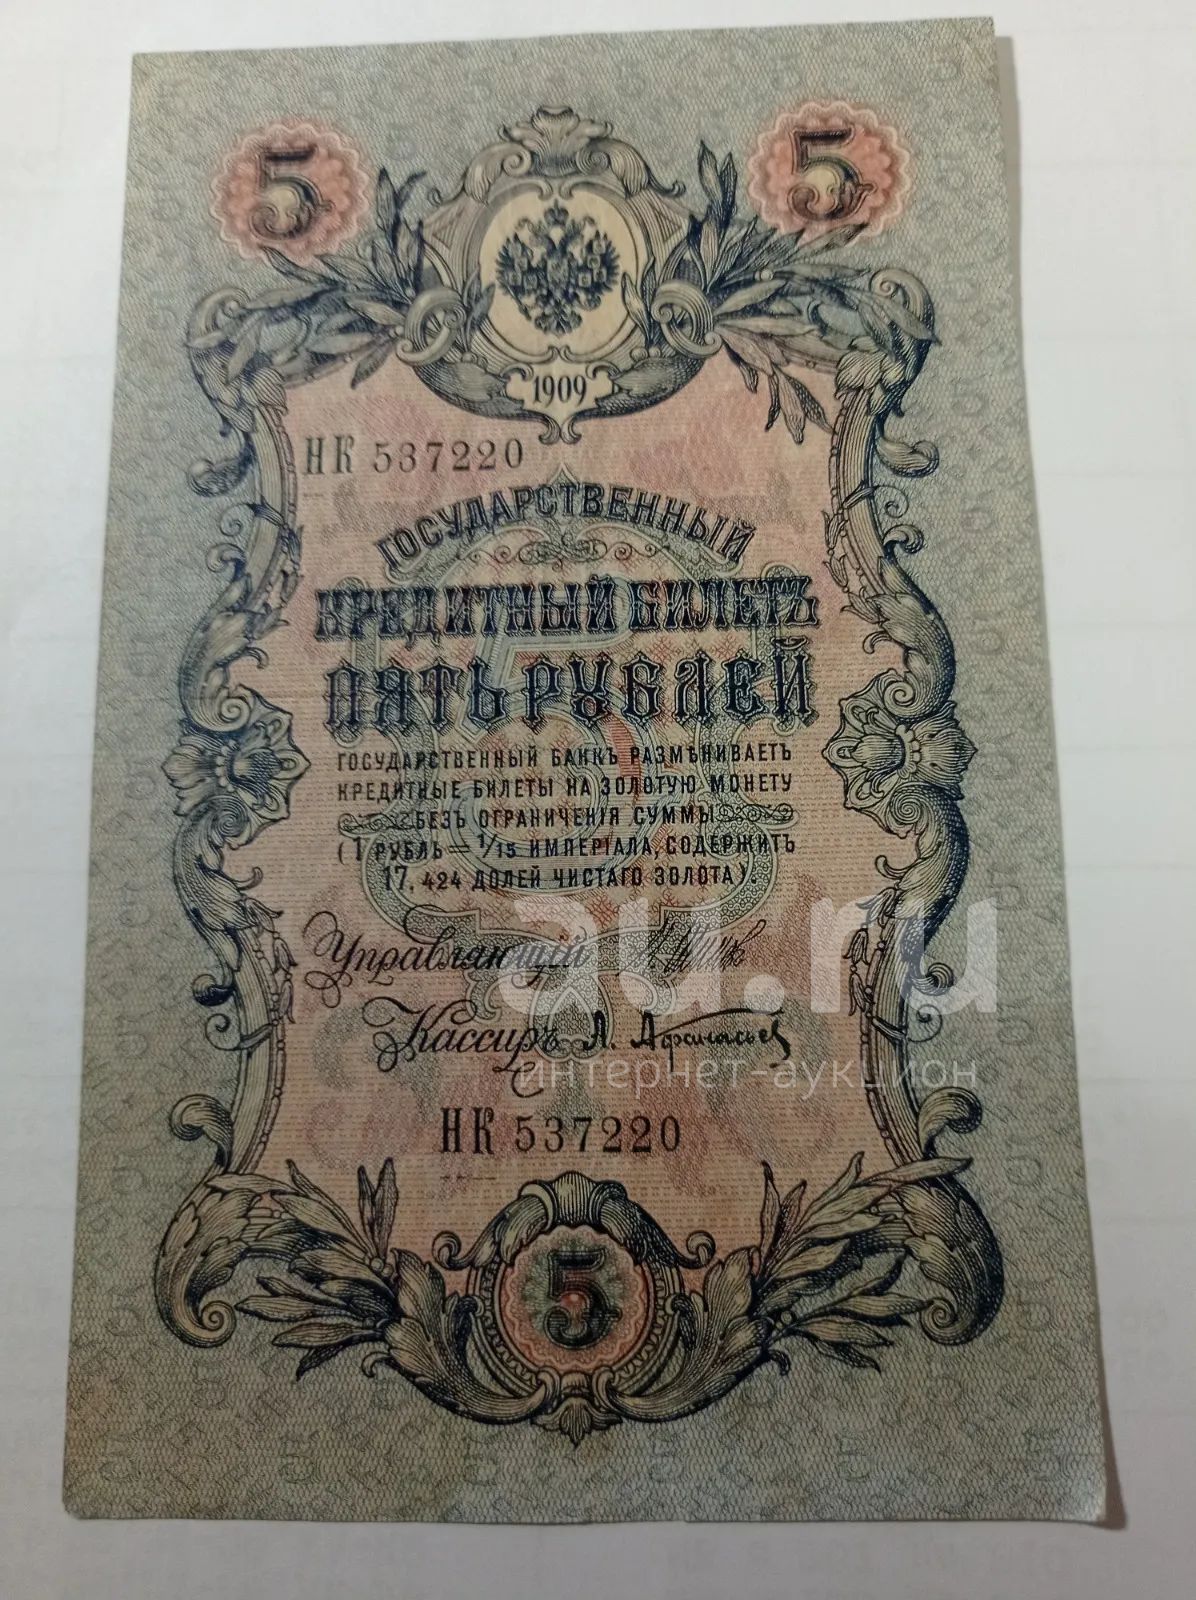 5 5
1909
НК 537220
ГОСУДАРСТВЕННЫЙ
КРЕДИТНЫЙ БИЛЕТЪ
ПЯТЬ РУБЛЕЙ
ГОСУДАРСТВЕННЫЙ БАНКЪ РАЗМѢНИВАЕТЪ
КРЕДИТНЫЕ БИЛЕТЫ НА ЗОЛОТУЮ МОНЕТУ
БЕЗЪ ОГРАНИЧЕНІЯ СУММЫ
(1 РУБЛЬ = 1/15 ИМПЕРІАЛА, СОДЕРЖИТЪ
17,424 ДОЛЕЙ ЧИСТАГО ЗОЛОТА).
au.ru
Управляющій
Кассиръ А. Афанасьев
интернет-аукцион
НК 537220
5